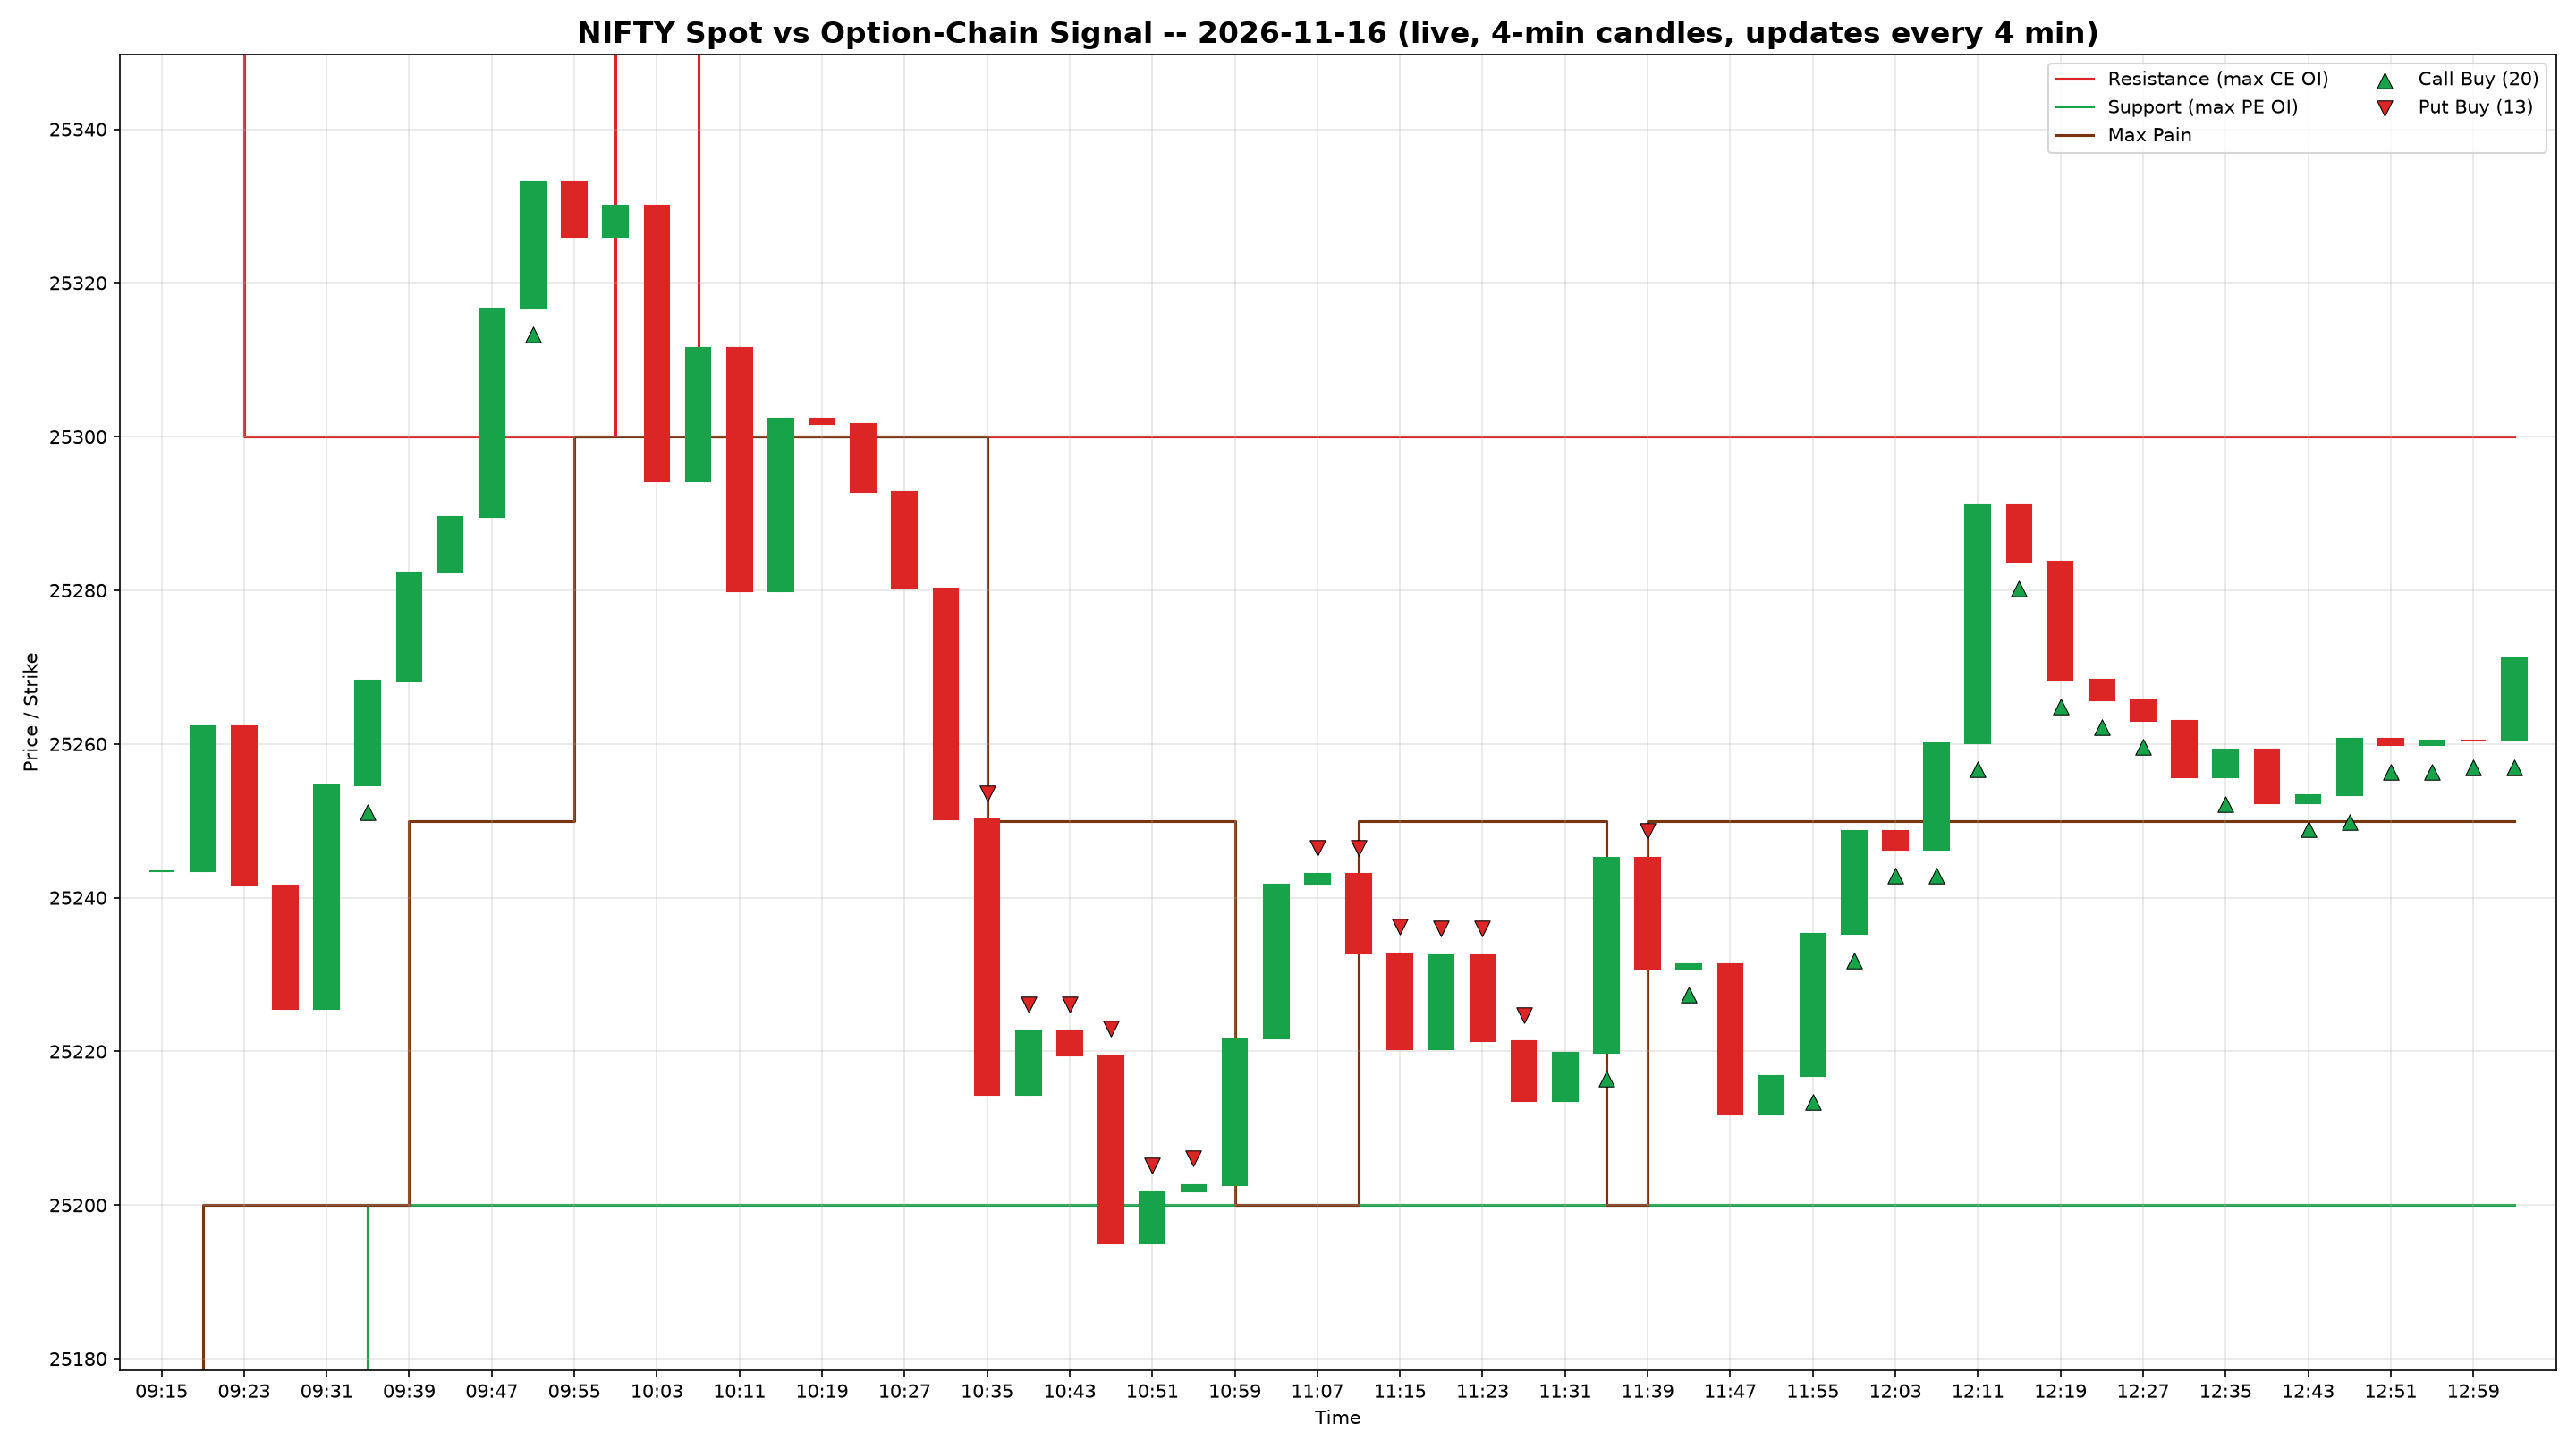 NIFTY Spot vs Option-Chain Signal -- 2026-11-16 (live, 4-min candles, updates every 4 min)
Resistance (max CE OI)
Support (max PE OI)
Max Pain
Call Buy (20)
Put Buy (13)
Price / Strike
25340
25320
25300
25280
25260
25240
25220
25200
25180
09:15 09:23 09:31 09:39 09:47 09:55 10:03 10:11 10:19 10:27 10:35 10:43 10:51 10:59 11:07 11:15 11:23 11:31 11:39 11:47 11:55 12:03 12:11 12:19 12:27 12:35 12:43 12:51 12:59
Time